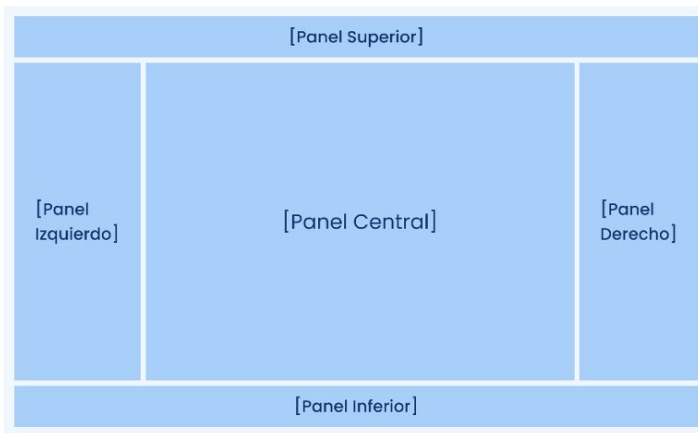 [Panel Superior]
[Panel
Izquierdo]
[Panel Central]
[Panel
Derecho]
[Panel Inferior]